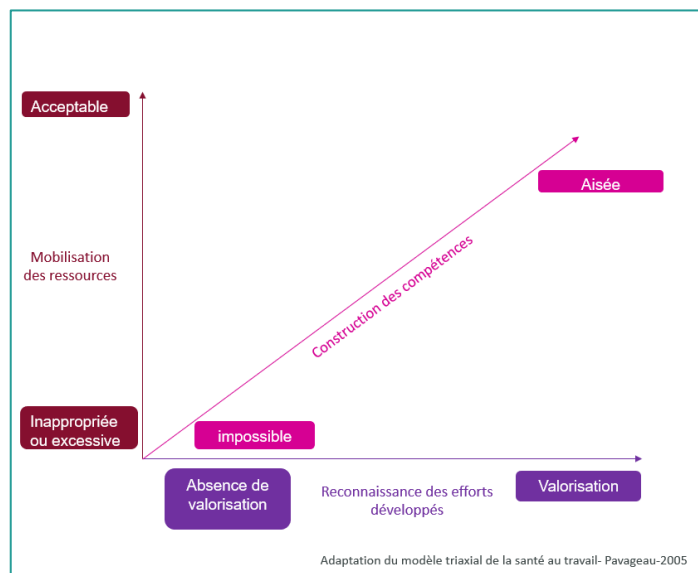 Acceptable
Aisée
Mobilisation
des ressources
Construction des compétences
Inappropriée
ou excessive
impossible
Absence de
valorisation
Reconnaissance des efforts
développés
Valorisation
Adaptation du modèle triaxial de la santé au travail- Pavageau-2005